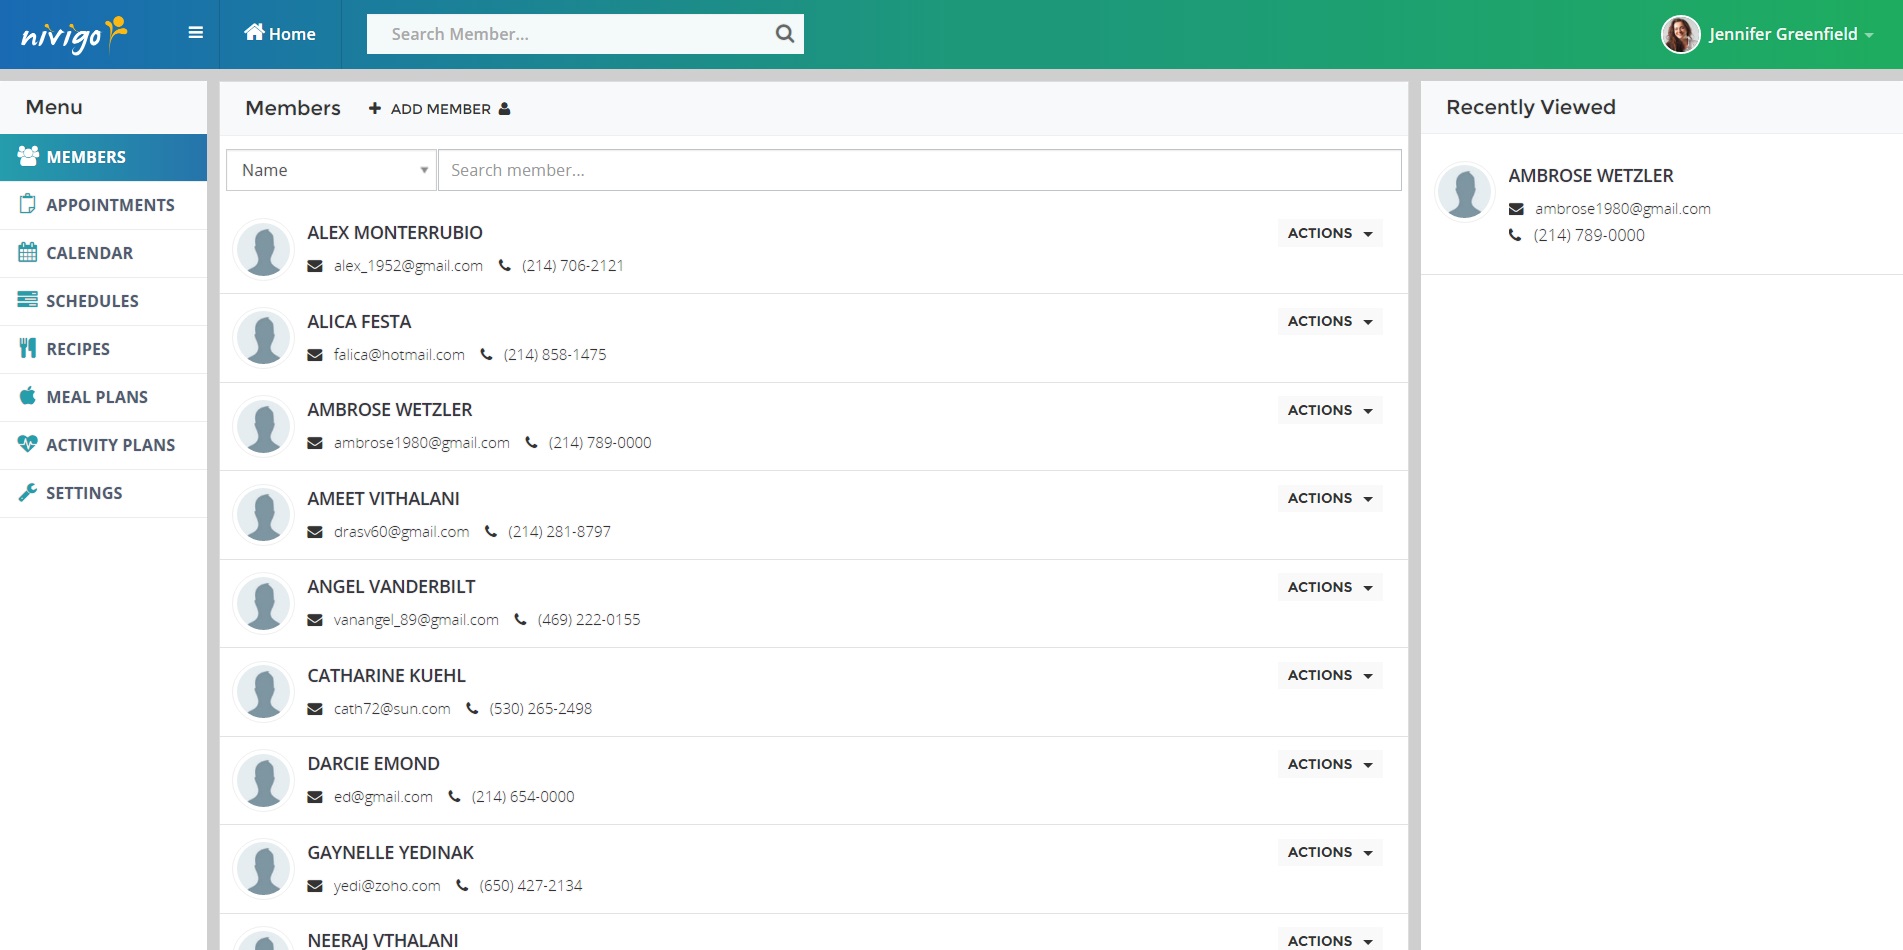 nivigo
Home
Search Member...
Jennifer Greenfield
Menu
MEMBERS
APPOINTMENTS
CALENDAR
SCHEDULES
RECIPES
MEAL PLANS
ACTIVITY PLANS
SETTINGS
Members + ADD MEMBER
Name
Search member...
ALEX MONTERRUBIO
ACTIONS
alex_1952@gmail.com (214) 706-2121
ALICA FESTA
ACTIONS
falica@hotmail.com (214) 858-1475
AMBROSE WETZLER
ACTIONS
ambrose1980@gmail.com (214) 789-0000
AMEET VITHALANI
ACTIONS
drasv60@gmail.com (214) 281-8797
ANGEL VANDERBILT
ACTIONS
vanangel_89@gmail.com (469) 222-0155
CATHARINE KUEHL
ACTIONS
cath72@sun.com (530) 265-2498
DARCIE EMOND
ACTIONS
ed@gmail.com (214) 654-0000
GAYNELLE YEDINAK
ACTIONS
yedi@zoho.com (650) 427-2134
NEERAJ VTHALANI
ACTIONS
Recently Viewed
AMBROSE WETZLER
ambrose1980@gmail.com
(214) 789-0000